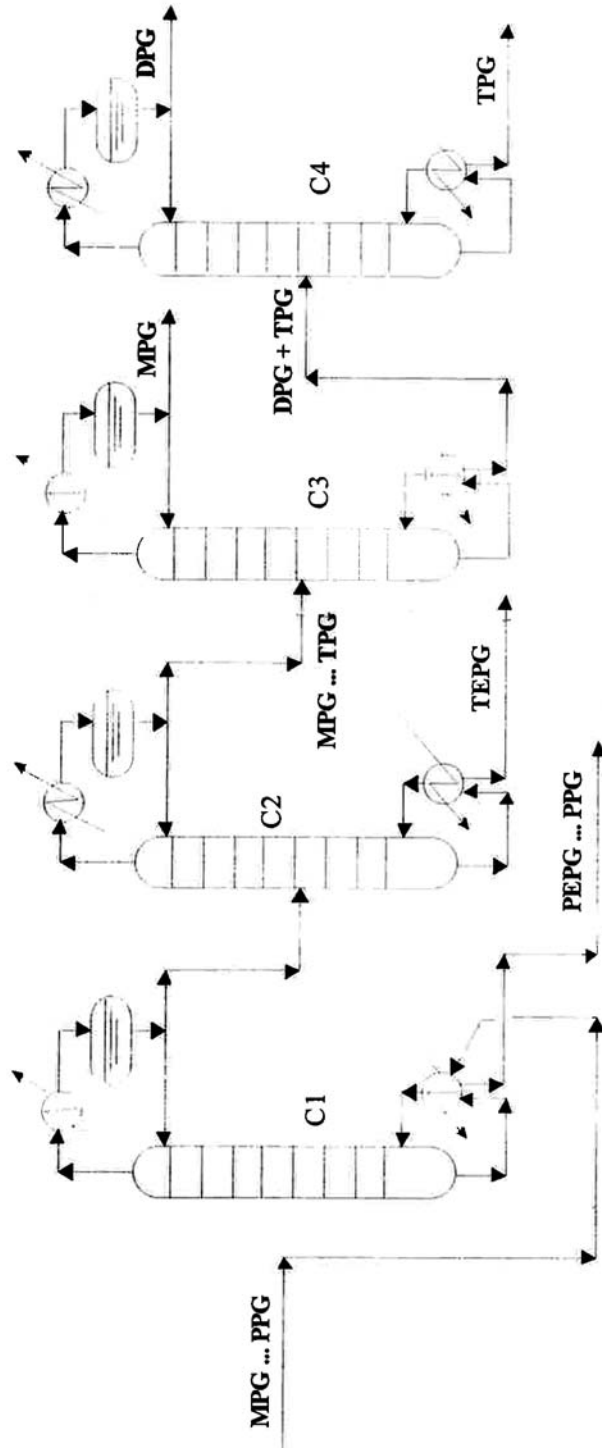 MPG ... PPG
C1
PEPG ... PPG
C2
TEPG
MPG ... TPG
C3
MPG
DPG + TPG
C4
DPG
TPG